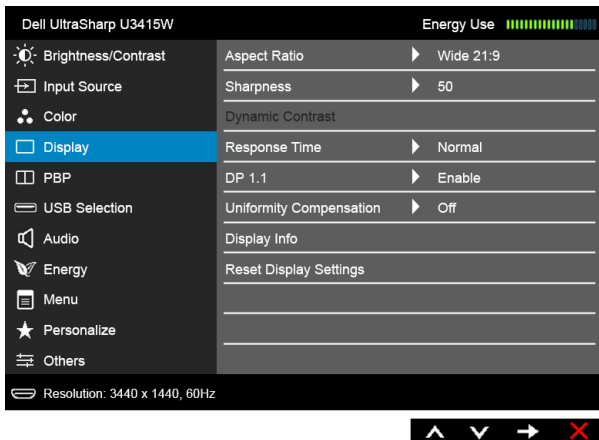 Dell UltraSharp U3415W Energy Use
Brightness/Contrast Aspect Ratio Wide 21:9
Input Source Sharpness 50
Color Dynamic Contrast
Display Response Time Normal
PBP DP 1.1 Enable
USB Selection Uniformity Compensation Off
Audio Display Info
Energy Reset Display Settings
Menu
Personalize
Others
Resolution: 3440 x 1440, 60Hz